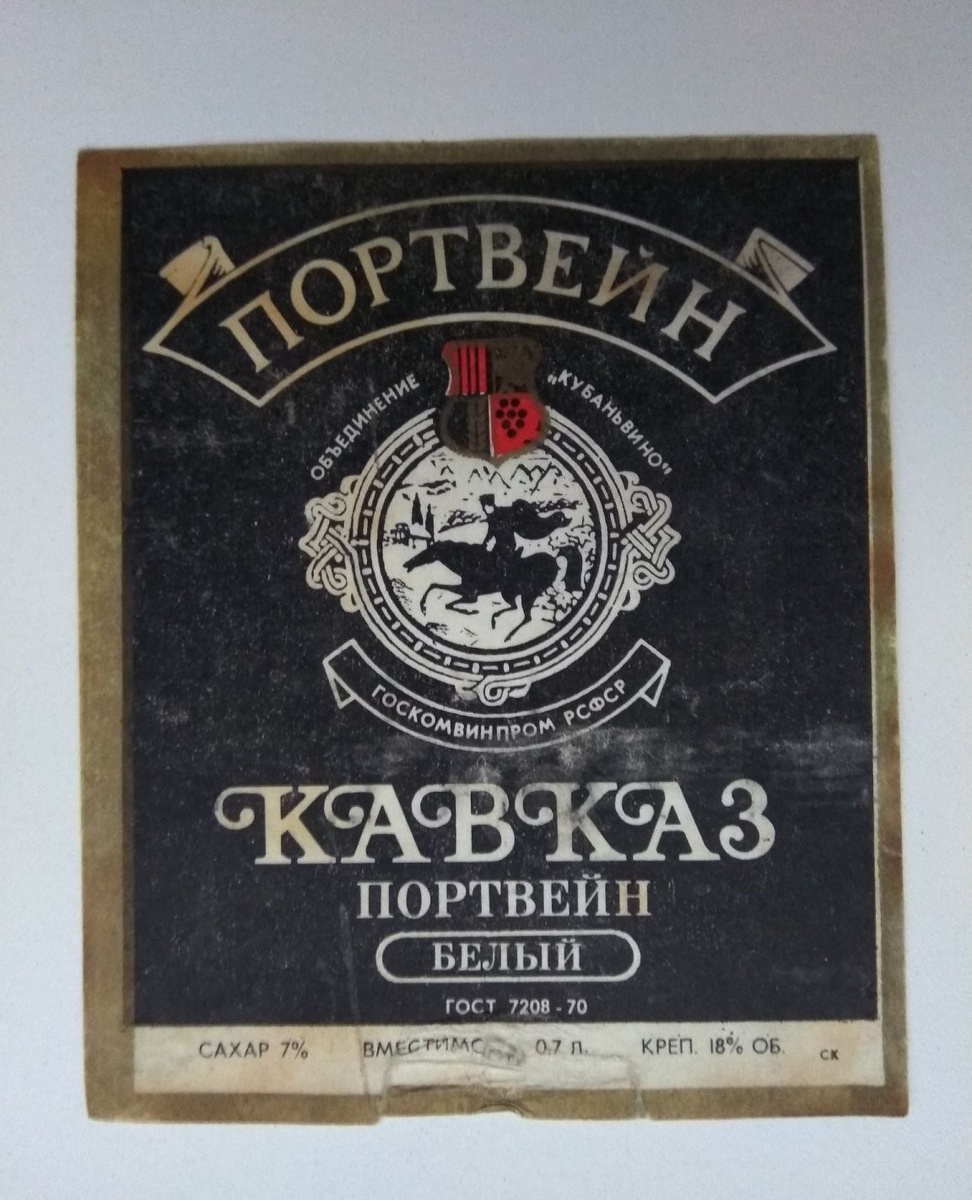 ПОРТВЕЙН
ОБЪЕДИНЕНИЕ „КУБАНЬВИНО"
ГОСКОМВИНПРОМ РСФСР
КАВКАЗ
ПОРТВЕЙН
БЕЛЫЙ
ГОСТ 7208-70
САХАР 7% 0.7 Л. КРЕП. 18% ОБ. СК